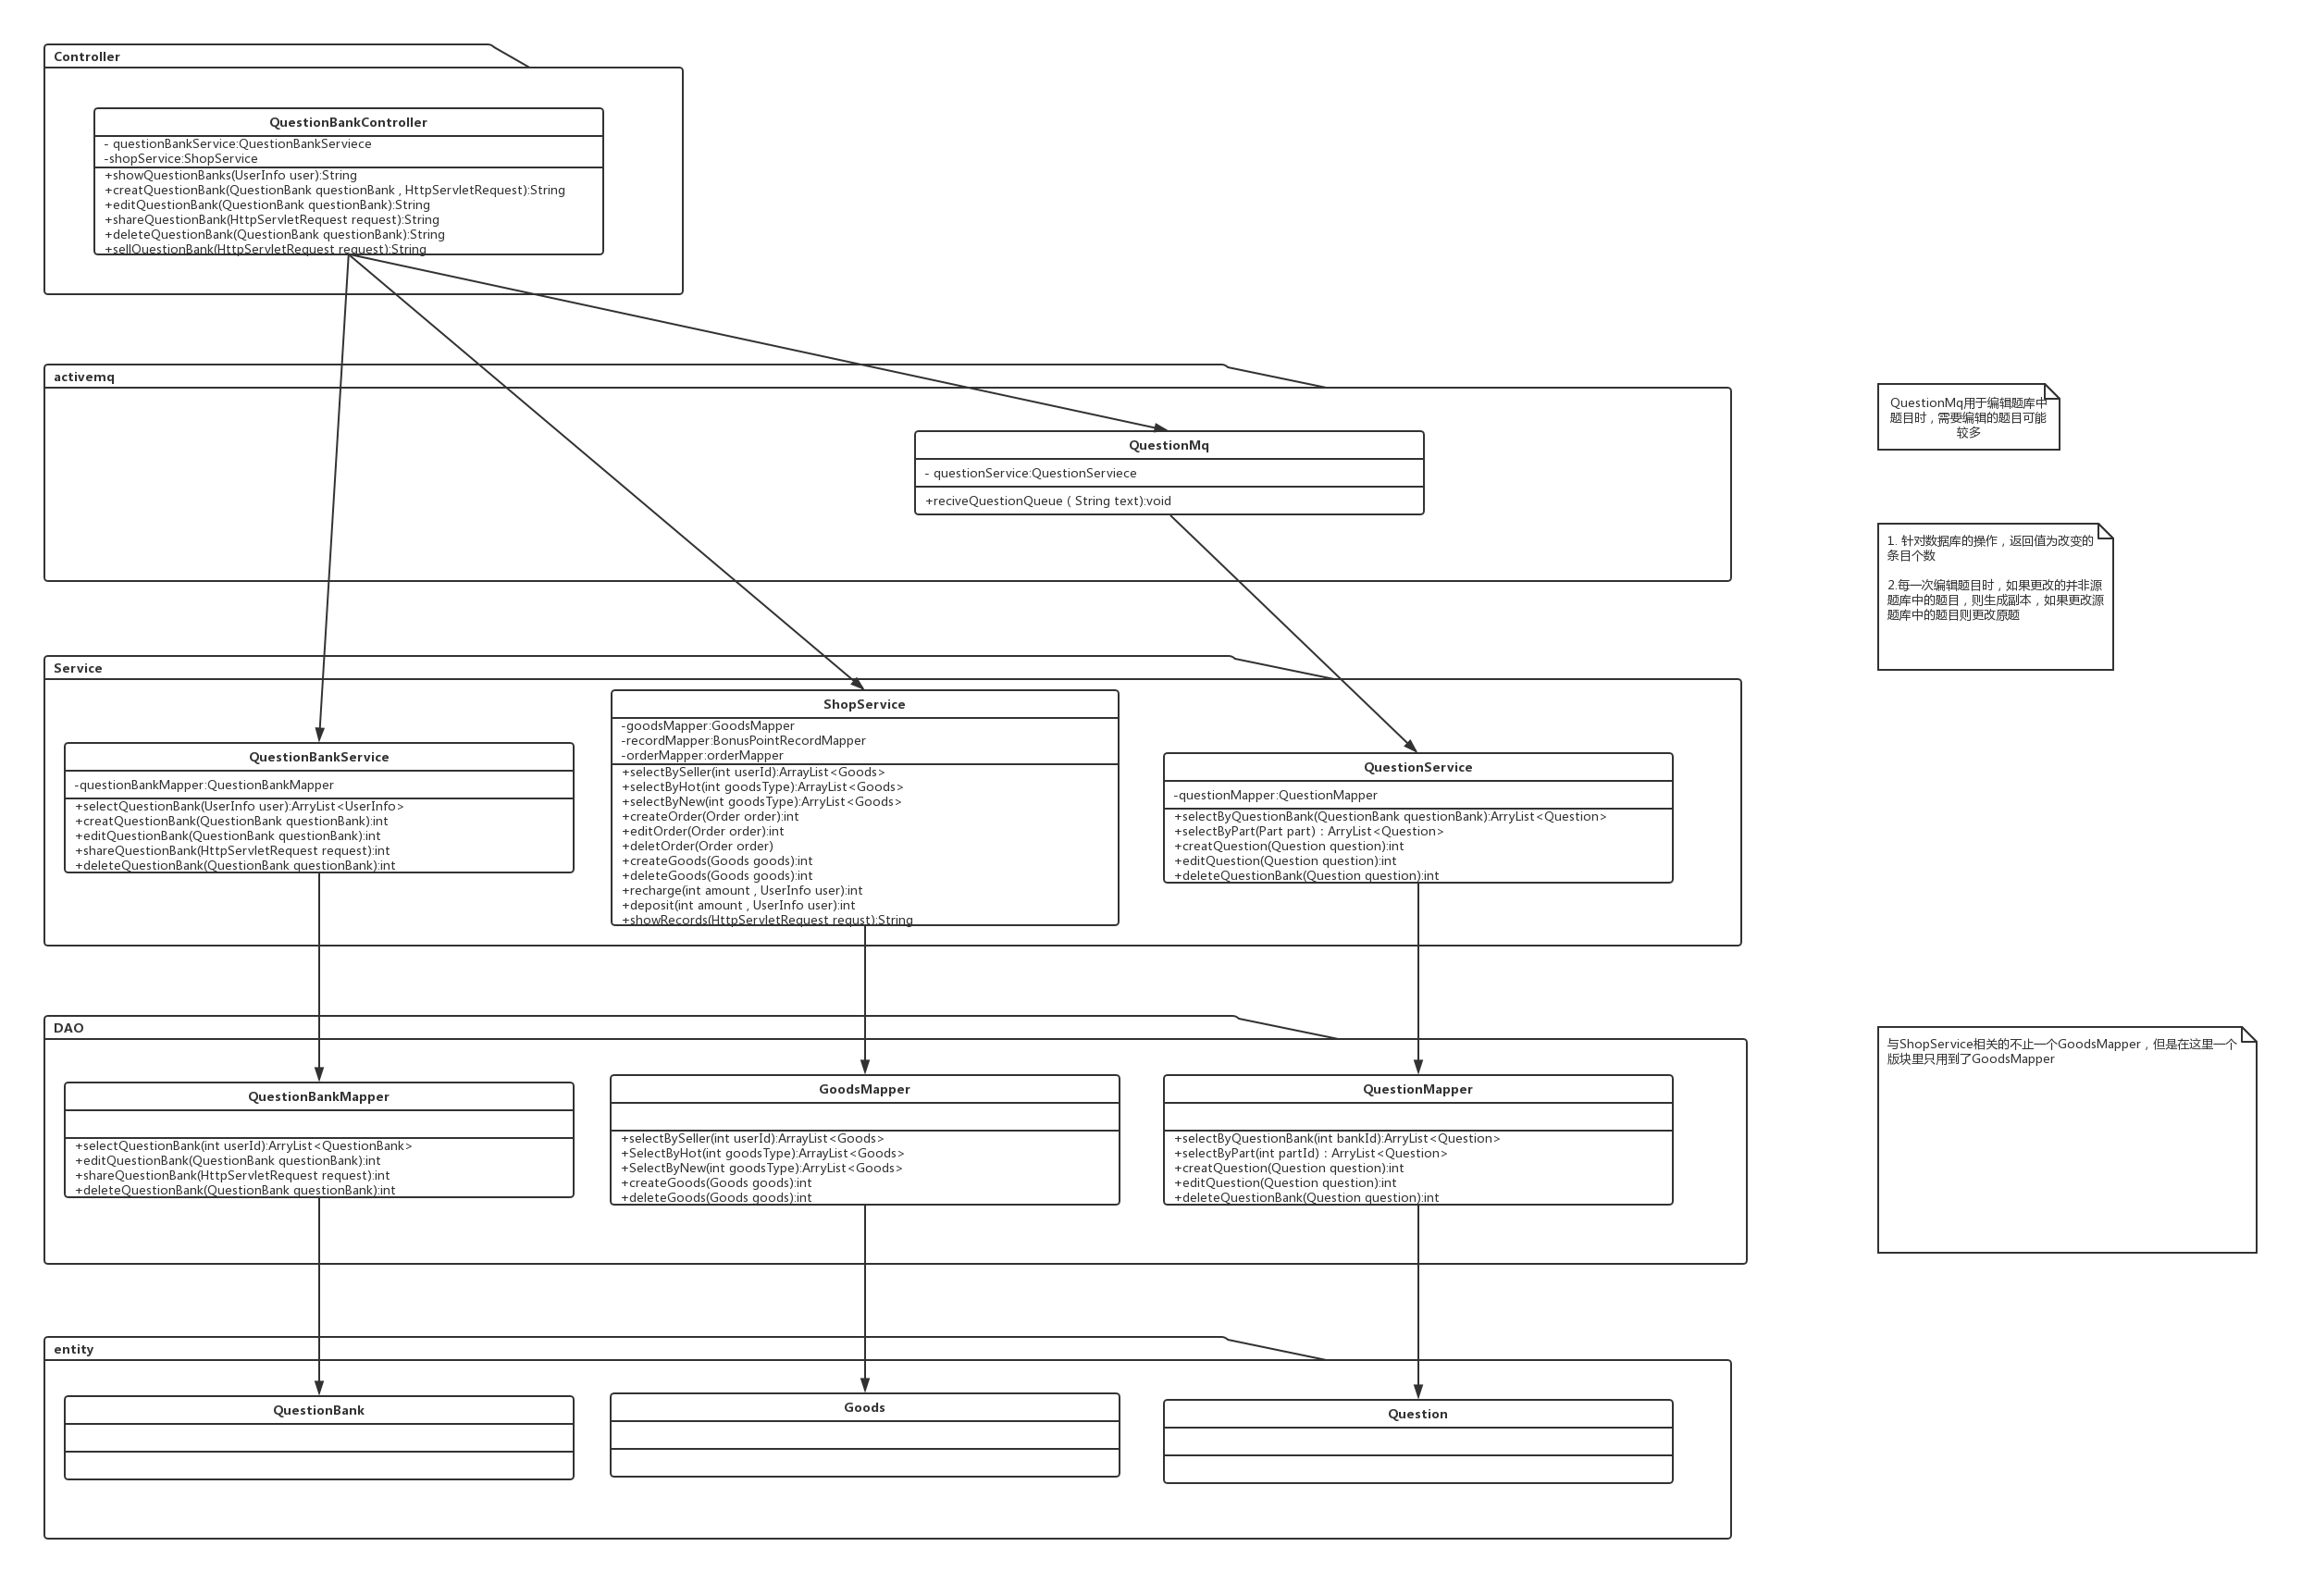 Controller
QuestionBankController
- questionBankService:QuestionBankServiece
-shopService:ShopService
+showQuestionBanks(UserInfo user):String
+creatQuestionBank(QuestionBank questionBank , HttpServletRequest):String
+editQuestionBank(QuestionBank questionBank):String
+shareQuestionBank(HttpServletRequest request):String
+deleteQuestionBank(QuestionBank questionBank):String
+sellQuestionBank(HttpServletRequest request):String
activemq
QuestionMq
- questionService:QuestionServiece
+reciveQuestionQueue ( String text):void
QuestionMq用于编辑题库中
题目时，需要编辑的题目可能
较多
1. 针对数据库的操作，返回值为改变的
条目个数
2.每一次编辑题目时，如果更改的并非源
题库中的题目，则生成副本，如果更改源
题库中的题目则更改原题
Service
QuestionBankService
-questionBankMapper:QuestionBankMapper
+selectQuestionBank(UserInfo user):ArryList<UserInfo>
+creatQuestionBank(QuestionBank questionBank):int
+editQuestionBank(QuestionBank questionBank):int
+shareQuestionBank(HttpServletRequest request):int
+deleteQuestionBank(QuestionBank questionBank):int
ShopService
-goodsMapper:GoodsMapper
-recordMapper:BonusPointRecordMapper
-orderMapper:orderMapper
+selectBySeller(int userId):ArrayList<Goods>
+selectByHot(int goodsType):ArrayList<Goods>
+selectByNew(int goodsType):ArryList<Goods>
+createOrder(Order order):int
+editOrder(Order order):int
+deletOrder(Order order)
+createGoods(Goods goods):int
+deleteGoods(Goods goods):int
+recharge(int amount , UserInfo user):int
+deposit(int amount , UserInfo user):int
+showRecords(HttpServletRequest requst):String
QuestionService
-questionMapper:QuestionMapper
+selectByQuestionBank(QuestionBank questionBank):ArryList<Question>
+selectByPart(Part part)：ArryList<Question>
+creatQuestion(Question question):int
+editQuestion(Question question):int
+deleteQuestionBank(Question question):int
DAO
QuestionBankMapper
+selectQuestionBank(int userId):ArryList<QuestionBank>
+editQuestionBank(QuestionBank questionBank):int
+shareQuestionBank(HttpServletRequest request):int
+deleteQuestionBank(QuestionBank questionBank):int
GoodsMapper
+selectBySeller(int userId):ArrayList<Goods>
+SelectByHot(int goodsType):ArrayList<Goods>
+SelectByNew(int goodsType):ArryList<Goods>
+createGoods(Goods goods):int
+deleteGoods(Goods goods):int
QuestionMapper
+selectByQuestionBank(int bankId):ArryList<Question>
+selectByPart(int partId)：ArryList<Question>
+creatQuestion(Question question):int
+editQuestion(Question question):int
+deleteQuestionBank(Question question):int
与ShopService相关的不止一个GoodsMapper，但是在这里一个
版块里只用到了GoodsMapper
entity
QuestionBank
Goods
Question